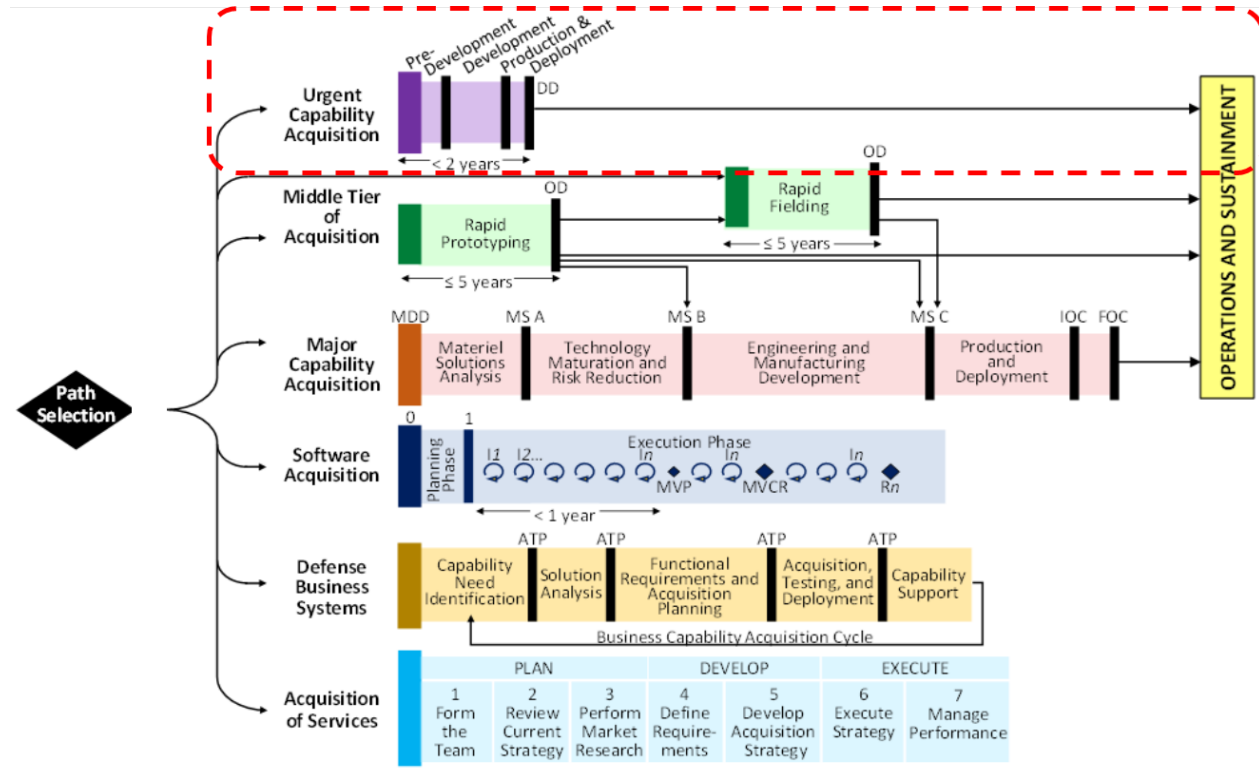 Pre-
Development
Development
Production &
Deployment
Urgent
Capability
Acquisition
DD
< 2 years
OPERATIONS AND SUSTAINMENT
Middle Tier
of
Acquisition
Rapid
Prototyping
OD
≤ 5 years
Rapid
Fielding
OD
≤ 5 years
Major
Capability
Acquisition
MDD
Materiel
Solutions
Analysis
MS A
Technology
Maturation and
Risk Reduction
MS B
Engineering and
Manufacturing
Development
MS C
Production
and
Deployment
IOC
FOC
Path
Selection
Software
Acquisition
0
Planning
Phase
1
Execution Phase
I1 I2... In In In
MVP MVCR Rn
< 1 year
Defense
Business
Systems
Capability
Need
Identification
ATP
Solution
Analysis
ATP
Functional
Requirements and
Acquisition
Planning
ATP
Acquisition,
Testing, and
Deployment
ATP
Capability
Support
Business Capability Acquisition Cycle
Acquisition
of Services
PLAN DEVELOP EXECUTE
1
Form
the
Team
2
Review
Current
Strategy
3
Perform
Market
Research
4
Define
Require-
ments
5
Develop
Acquisition
Strategy
6
Execute
Strategy
7
Manage
Performance